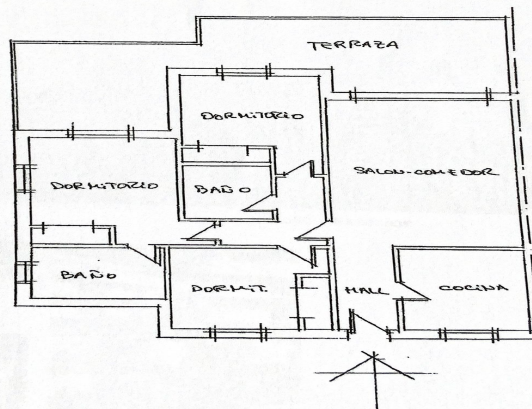 TERRAZA
DORMITORIO
SALON-COMEDOR
DORMITORIO
BAÑO
BAÑO
DORMIT.
HALL
COCINA